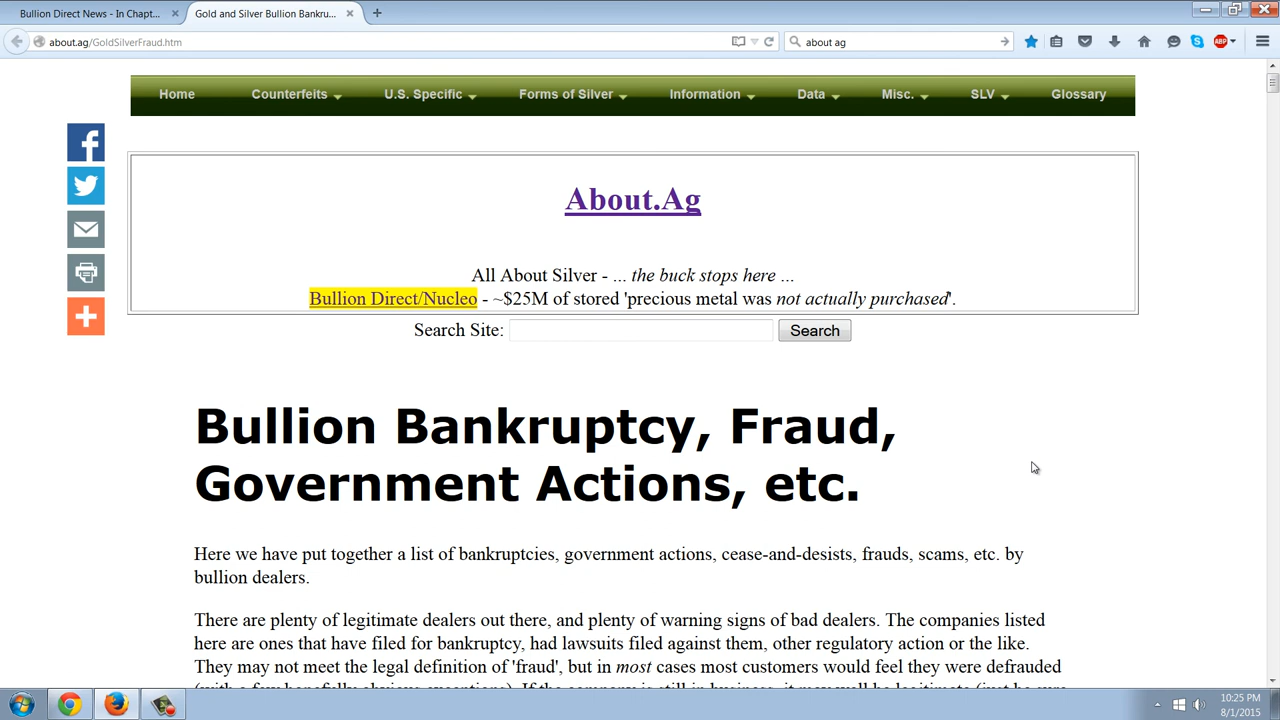 Bullion Direct News - In Chapt...
Gold and Silver Bullion Bankru...
about.ag/GoldSilverFraud.htm
about ag
ABP
Home
Counterfeits
U.S. Specific
Forms of Silver
Information
Data
Misc.
SLV
Glossary
About.Ag
All About Silver - ... the buck stops here ...
Bullion Direct/Nucleo - ~$25M of stored 'precious metal was not actually purchased'.
Search Site:
Search
Bullion Bankruptcy, Fraud,
Government Actions, etc.
Here we have put together a list of bankruptcies, government actions, cease-and-desists, frauds, scams, etc. by
bullion dealers.
There are plenty of legitimate dealers out there, and plenty of warning signs of bad dealers. The companies listed
here are ones that have filed for bankruptcy, had lawsuits filed against them, other regulatory action or the like.
They may not meet the legal definition of 'fraud', but in most cases most customers would feel they were defrauded
10:25 PM
8/1/2015